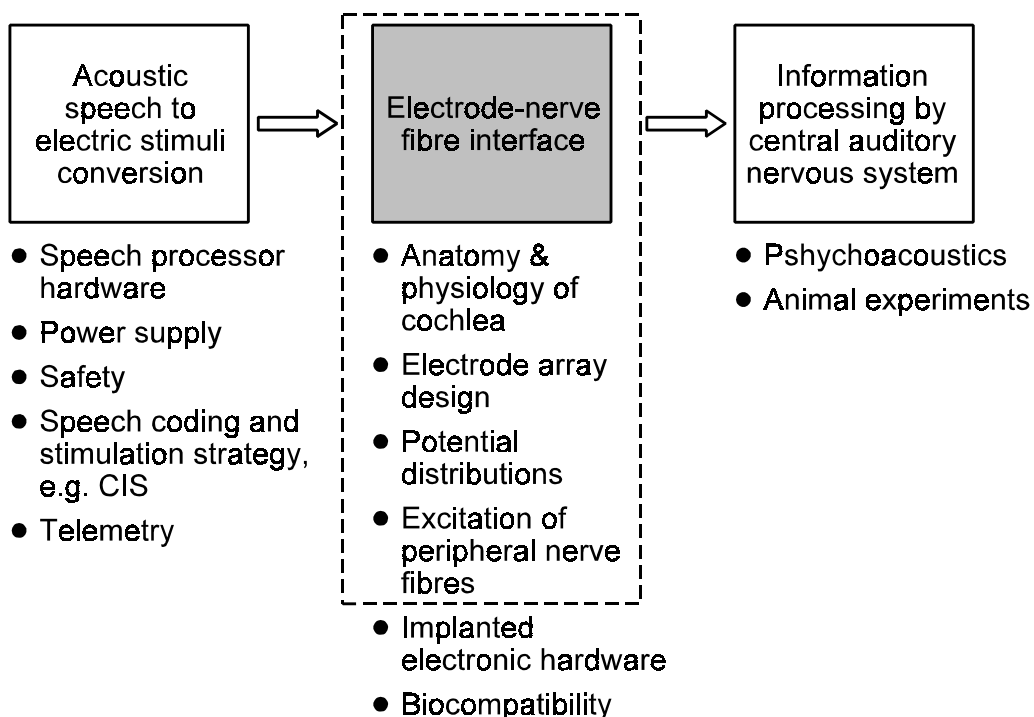 Acoustic
speech to
electric stimuli
conversion
● Speech processor
hardware
● Power supply
● Safety
● Speech coding and
stimulation strategy,
e.g. CIS
● Telemetry
Electrode-nerve
fibre interface
● Anatomy &
physiology of
cochlea
● Electrode array
design
● Potential
distributions
● Excitation of
peripheral nerve
fibres
● Implanted
electronic hardware
● Biocompatibility
Information
processing by
central auditory
nervous system
● Pshychoacoustics
● Animal experiments